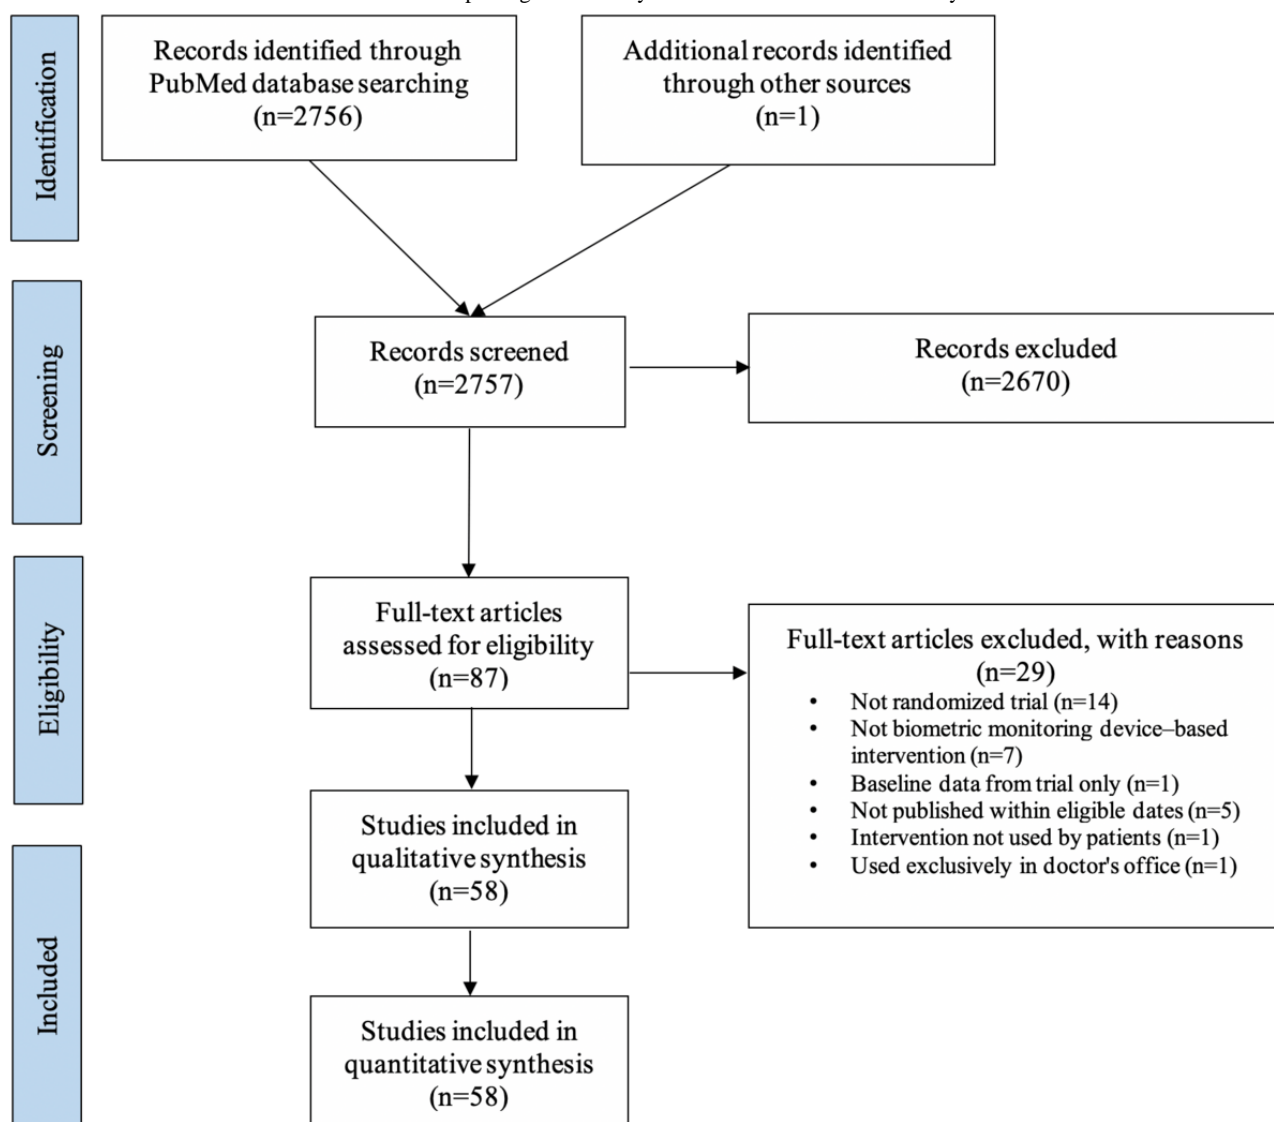 Identification
Records identified through
PubMed database searching
(n=2756)
Additional records identified
through other sources
(n=1)
Screening
Records screened
(n=2757)
Records excluded
(n=2670)
Eligibility
Full-text articles
assessed for eligibility
(n=87)
Full-text articles excluded, with reasons
(n=29)
• Not randomized trial (n=14)
• Not biometric monitoring device–based
intervention (n=7)
• Baseline data from trial only (n=1)
• Not published within eligible dates (n=5)
• Intervention not used by patients (n=1)
• Used exclusively in doctor's office (n=1)
Included
Studies included in
qualitative synthesis
(n=58)
Studies included in
quantitative synthesis
(n=58)